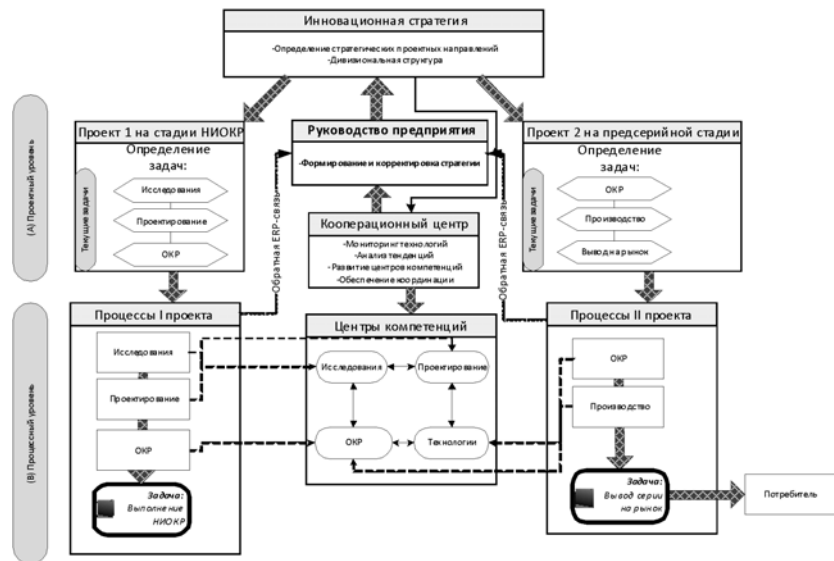 Инновационная стратегия
-Определение стратегических проектных направлений
-Дивизиональная структура
(А) Проектный уровень
Проект 1 на стадии НИОКР
Определение
задач:
Текущие задачи
Исследования
Проектирование
ОКР
Руководство предприятия
-Формирование и корректировка стратегии
Обратная ERP-связь
Обратная ERP-связь
Кооперационный центр
-Мониторинг технологий
-Анализ тенденций
-Развитие центров компетенций
-Обеспечение координации
Проект 2 на предсерийной стадии
Определение
задач:
Текущие задачи
ОКР
Производство
Вывод на рынок
(В) Процессный уровень
Процессы I проекта
Исследования
Проектирование
ОКР
Задача:
Выполнение
НИОКР
Центры компетенций
Исследования
Проектирование
ОКР
Технологии
Процессы II проекта
ОКР
Производство
Задача:
Вывод серии
на рынок
Потребитель